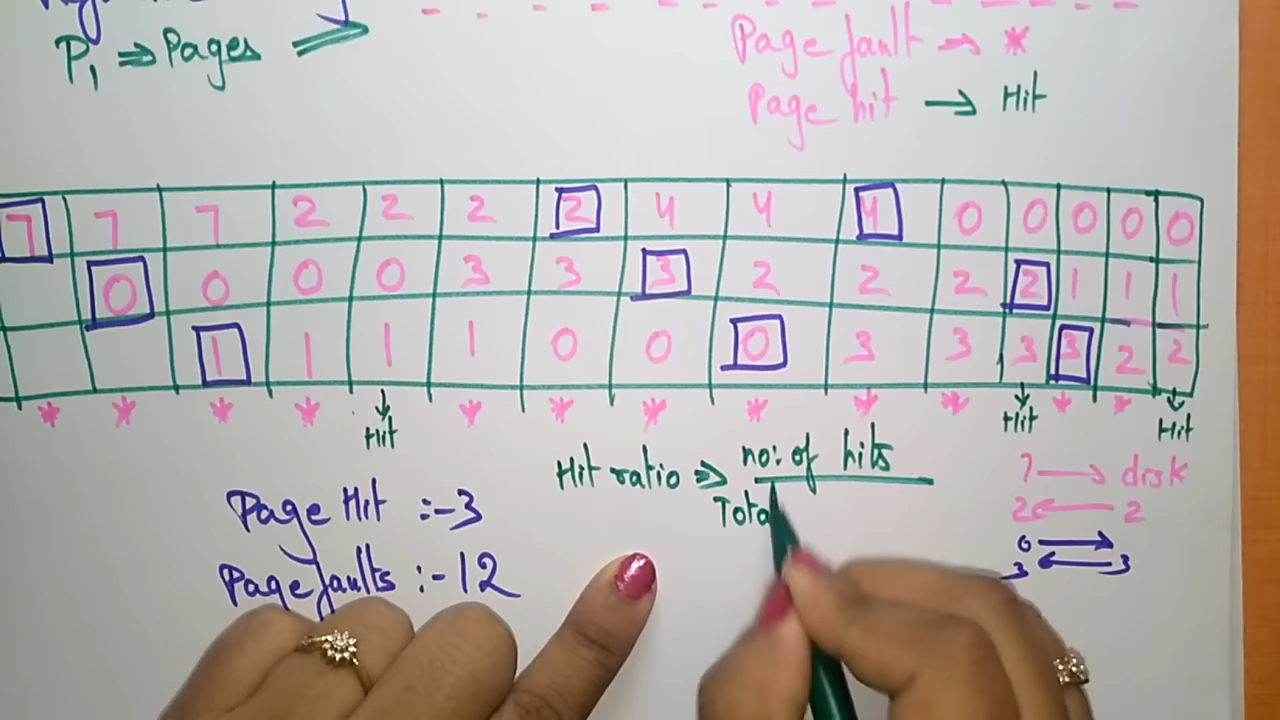 P1 ⇒ Pages ⇒
Page fault → *
Page hit → Hit
7 7 7 2 2 2 2 4 4 4 0 0 0 0 0
0 0 0 0 3 3 3 2 2 2 2 1 1 1
1 1 1 1 0 0 0 3 3 3 3 2 2
* * * * Hit * * * * * * Hit * * Hit
Hit ratio ⇒ no: of hits
Total
Page Hit :- 3
Page faults :- 12
7 → disk
2 ← 2
0 →
3 ← 3